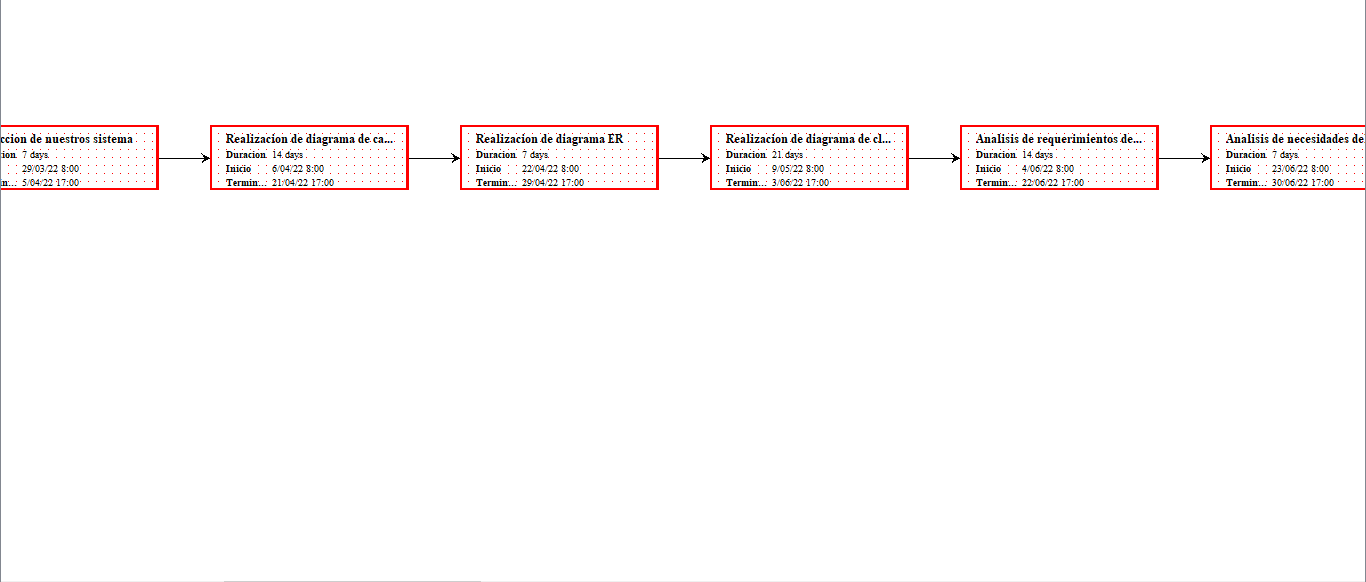 ccion de nuestros sistema
cion 7 days
29/03/22 8:00
in... 5/04/22 17:00
Realizacion de diagrama de ca...
Duracion 14 days
Inicio 6/04/22 8:00
Termin... 21/04/22 17:00
Realizacion de diagrama ER
Duracion 7 days
Inicio 22/04/22 8:00
Termin... 29/04/22 17:00
Realizacion de diagrama de cl...
Duracion 21 days
Inicio 9/05/22 8:00
Termin... 3/06/22 17:00
Analisis de requerimientos de...
Duracion 14 days
Inicio 4/06/22 8:00
Termin... 22/06/22 17:00
Analisis de necesidades de
Duracion 7 days
Inicio 23/06/22 8:00
Termin... 30/06/22 17:00